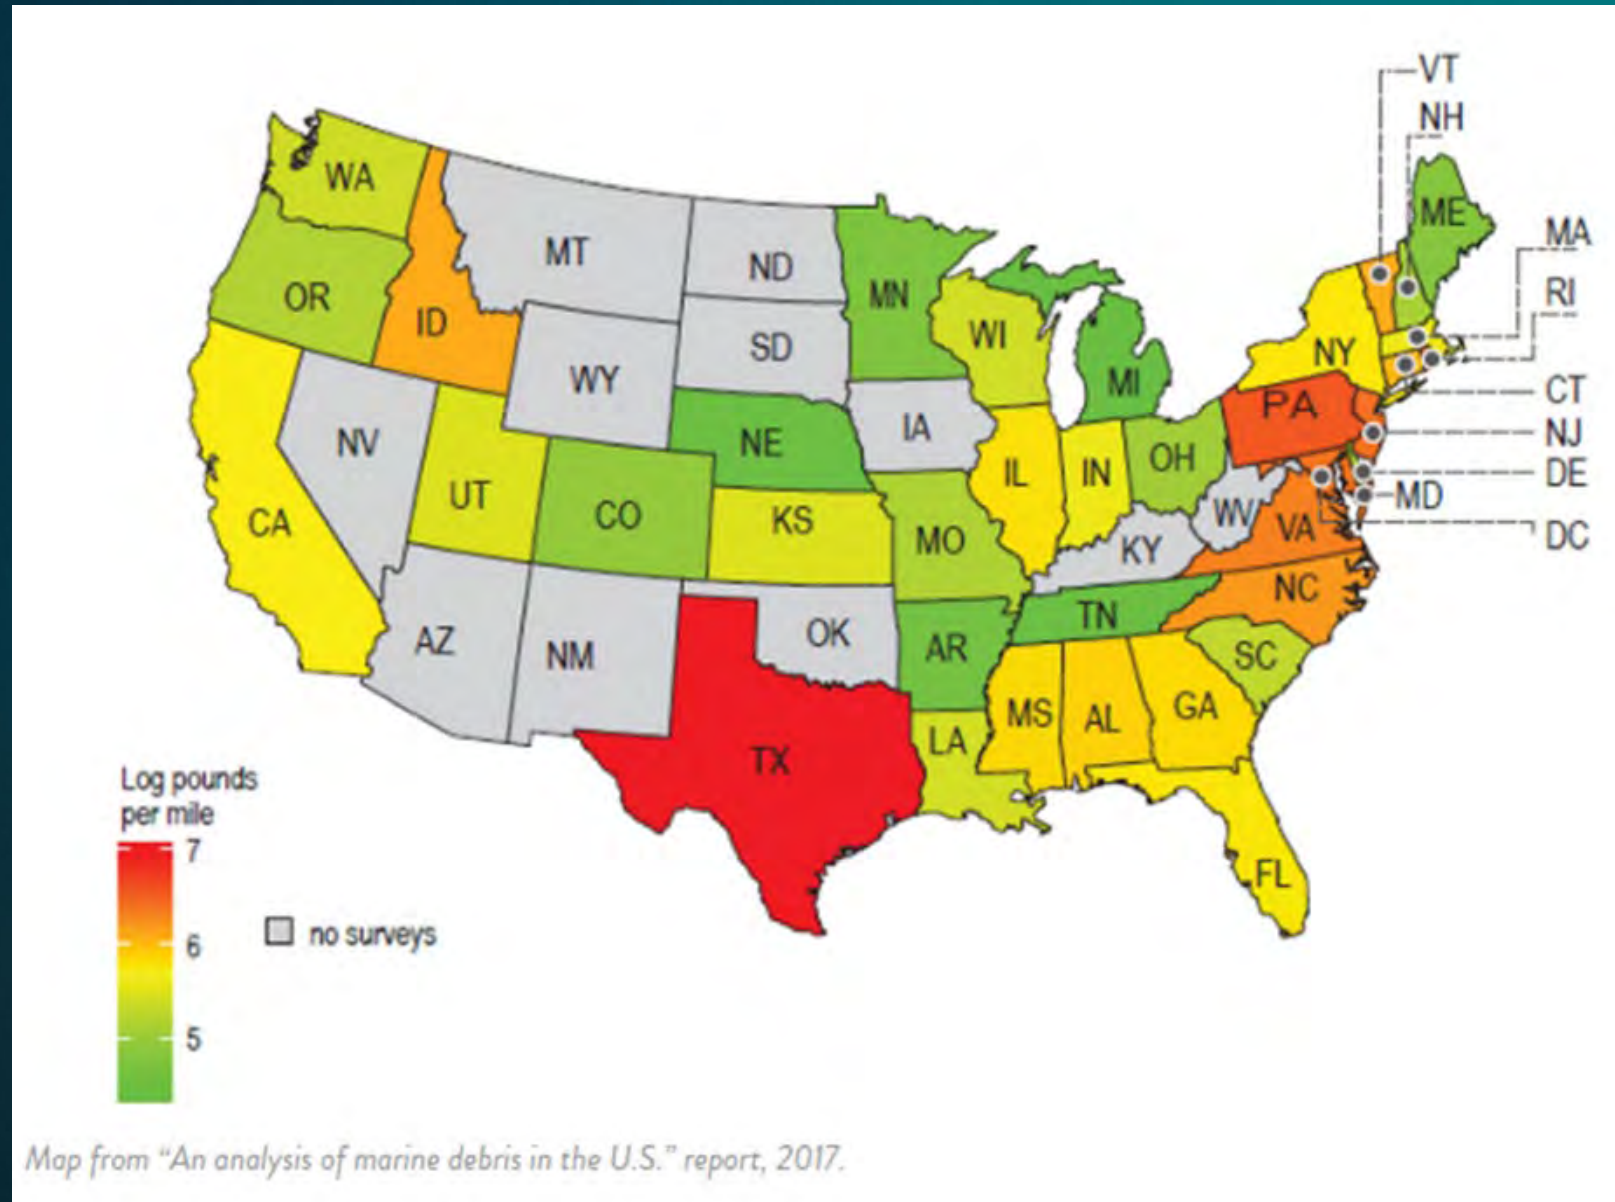 VT
NH
WA
ME
MA
MT
ND
OR
MN
RI
ID
WI
SD
NY
WY
MI
CT
PA
IA
NJ
NV
NE
OH
DE
IL
IN
UT
MD
CO
KS
WV
CA
VA
DC
MO
KY
NC
TN
AZ
OK
NM
AR
SC
MS
AL
GA
LA
TX
FL
Log pounds
per mile
7
6
5
no surveys
Map from “An analysis of marine debris in the U.S.” report, 2017.